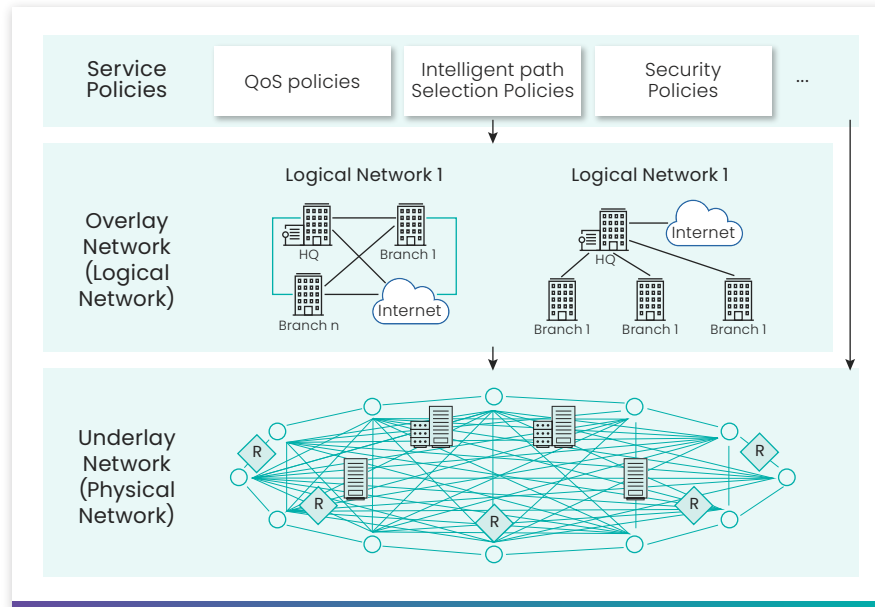 Service
Policies
QoS policies
Intelligent path
Selection Policies
Security
Policies
...
Overlay
Network
(Logical
Network)
Logical Network 1
HQ
Branch 1
Branch n
Internet
Logical Network 1
HQ
Internet
Branch 1
Branch 1
Branch 1
Underlay
Network
(Physical
Network)
R
R
R
R
R